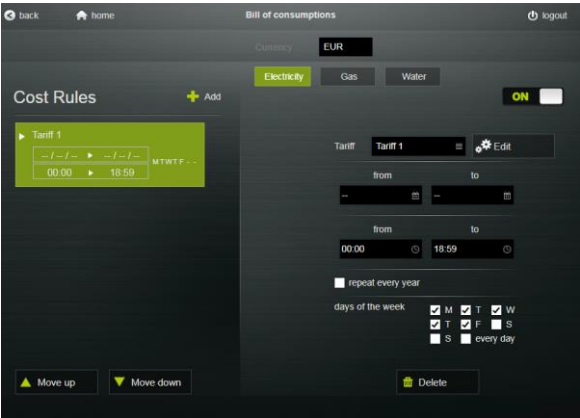 back home Bill of consumptions logout
Currency EUR
Electricity Gas Water
Cost Rules Add ON
Tariff 1
-- / -- / -- -- / -- / --
00:00 18:59
M T W T F - -
Tariff Tariff 1 Edit
from to
-- --
from to
00:00 18:59
repeat every year
days of the week M T W
T F S
S every day
Move up Move down Delete